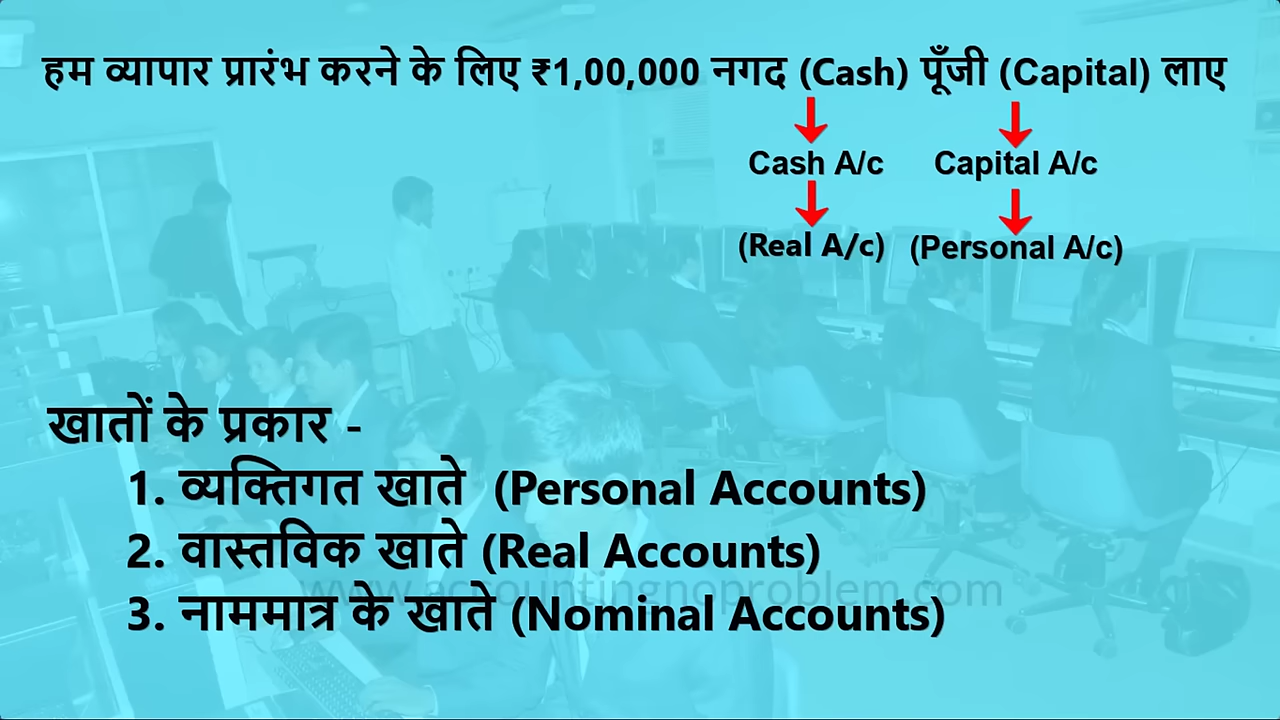 हम व्यापार प्रारंभ करने के लिए ₹1,00,000 नगद (Cash) पूँजी (Capital) लाए
Cash A/c Capital A/c
(Real A/c) (Personal A/c)
खातों के प्रकार -
1. व्यक्तिगत खाते (Personal Accounts)
2. वास्तविक खाते (Real Accounts)
www.accountingnoproblem.com
3. नाममात्र के खाते (Nominal Accounts)